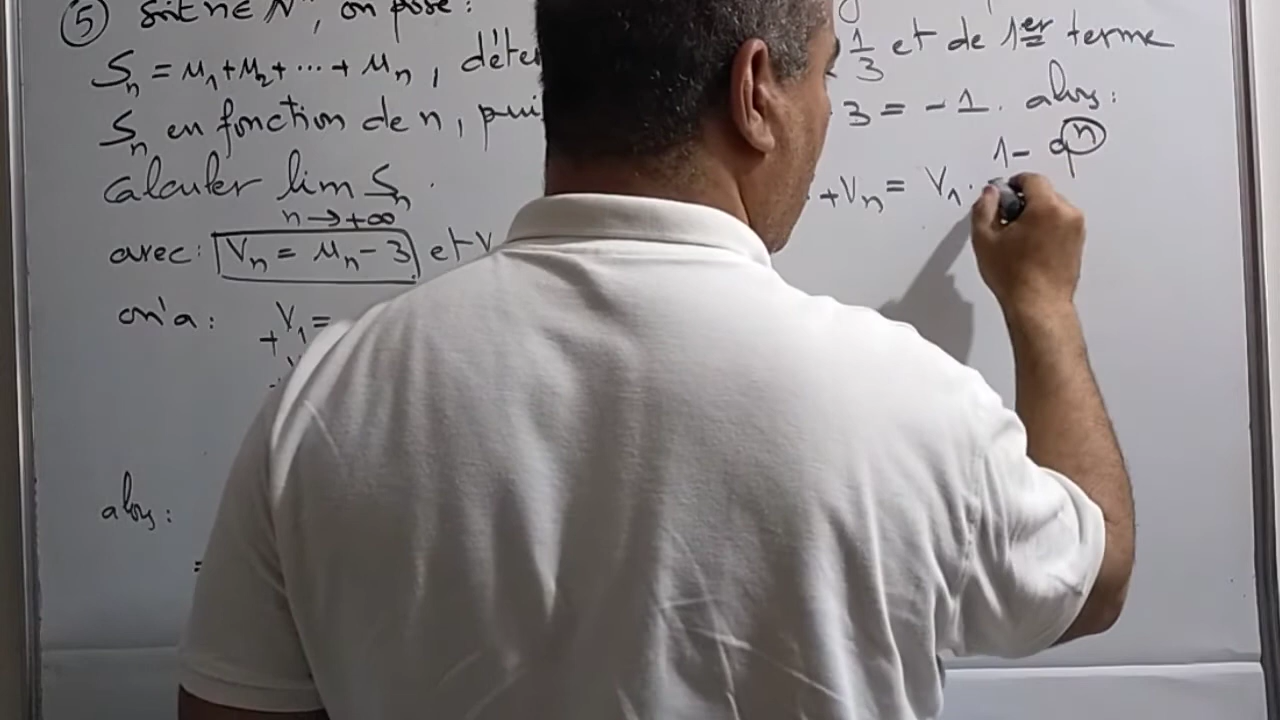 ⑤ Soit n ∈ N*, on pose :
Sₙ = u₁ + u₂ + ... + uₙ, déte
Sₙ en fonction de n, pui
Calculer lim Sₙ.
n → +∞
avec : Vₙ = uₙ - 3 et V
on'a : V₁ =
+
alors :
=
1/3 et de 1er terme
3 = -1. alors :
+ Vₙ = V₁ . 1 - qⁿ